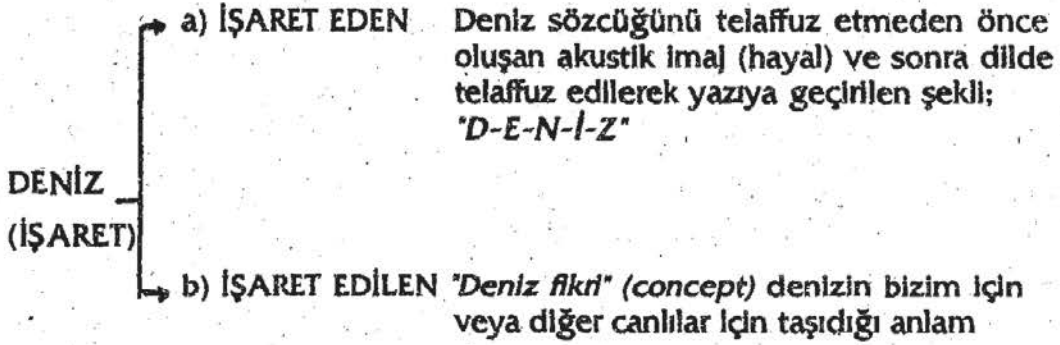 a) İŞARET EDEN Deniz sözcüğünü telaffuz etmeden önce
oluşan akustik imaj (hayal) ve sonra dilde
telaffuz edilerek yazıya geçirilen şekli;
"D-E-N-İ-Z"
DENİZ
(İŞARET)
b) İŞARET EDİLEN "Deniz fikri" (concept) denizin bizim için
veya diğer canlılar için taşıdığı anlam